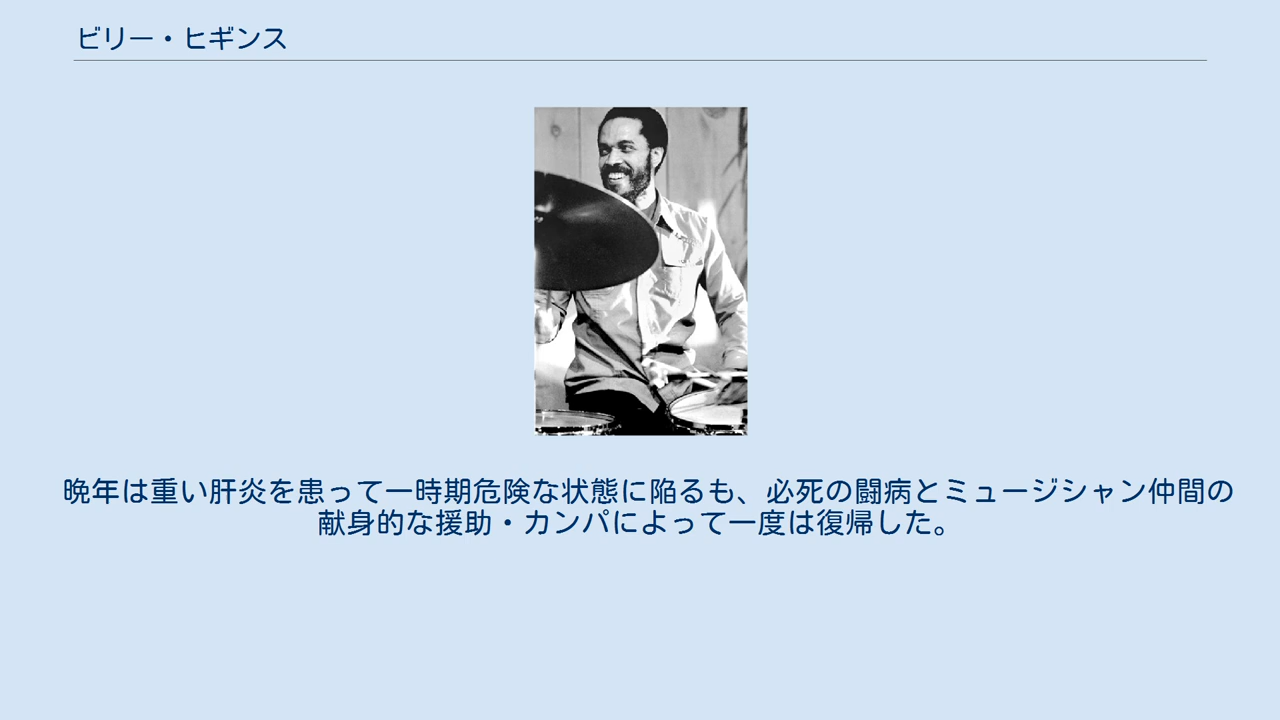 ビリー・ヒギンス
晩年は重い肝炎を患って一時期危険な状態に陥るも、必死の闘病とミュージシャン仲間の
献身的な援助・カンパによって一度は復帰した。